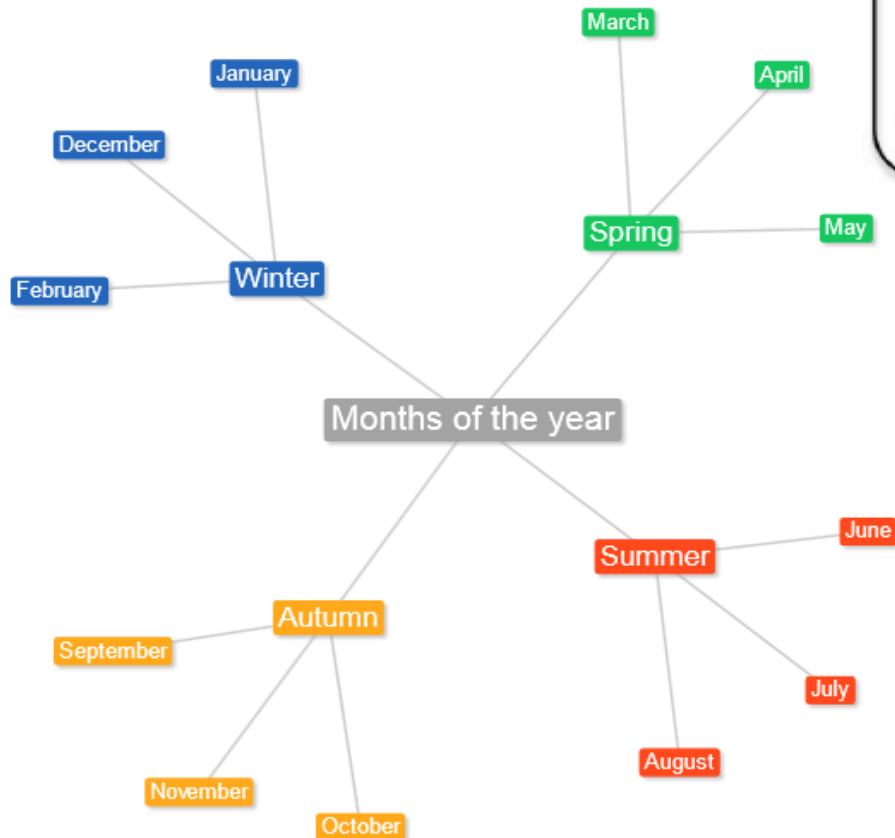 March
January
April
December
Spring
May
Winter
February
Months of the year
June
Summer
Autumn
September
July
August
November
October